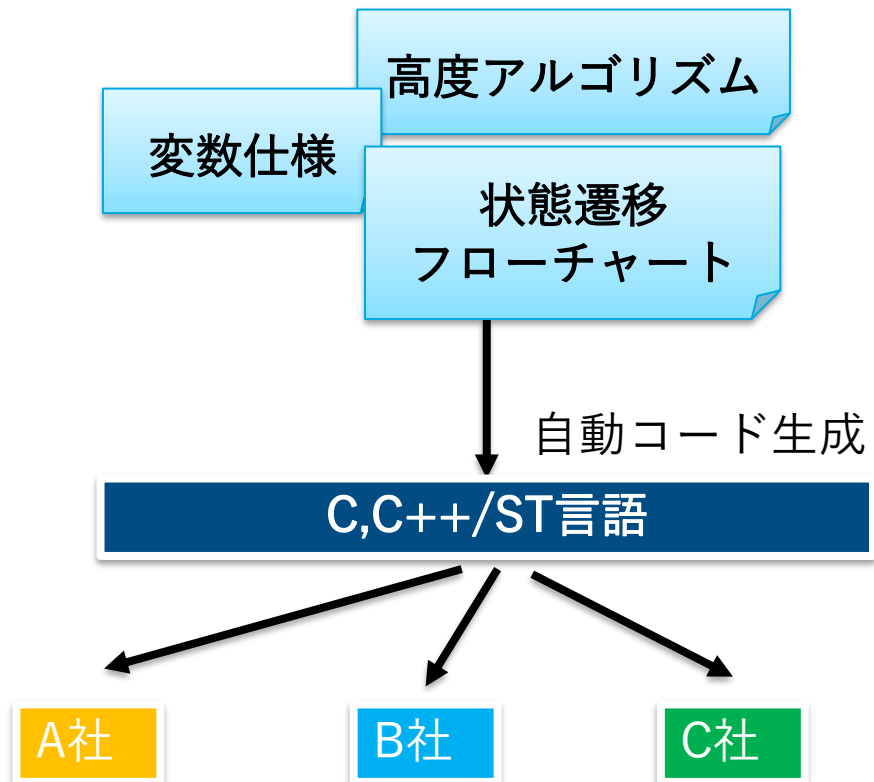 高度アルゴリズム
変数仕様
状態遷移
フローチャート
自動コード生成
C,C++/ST言語
A社
B社
C社